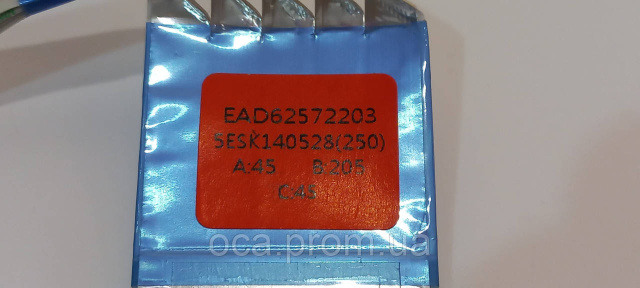 EAD62572203
SESK140528(250)
A:45 B:205
C:45
oca.prom.ua